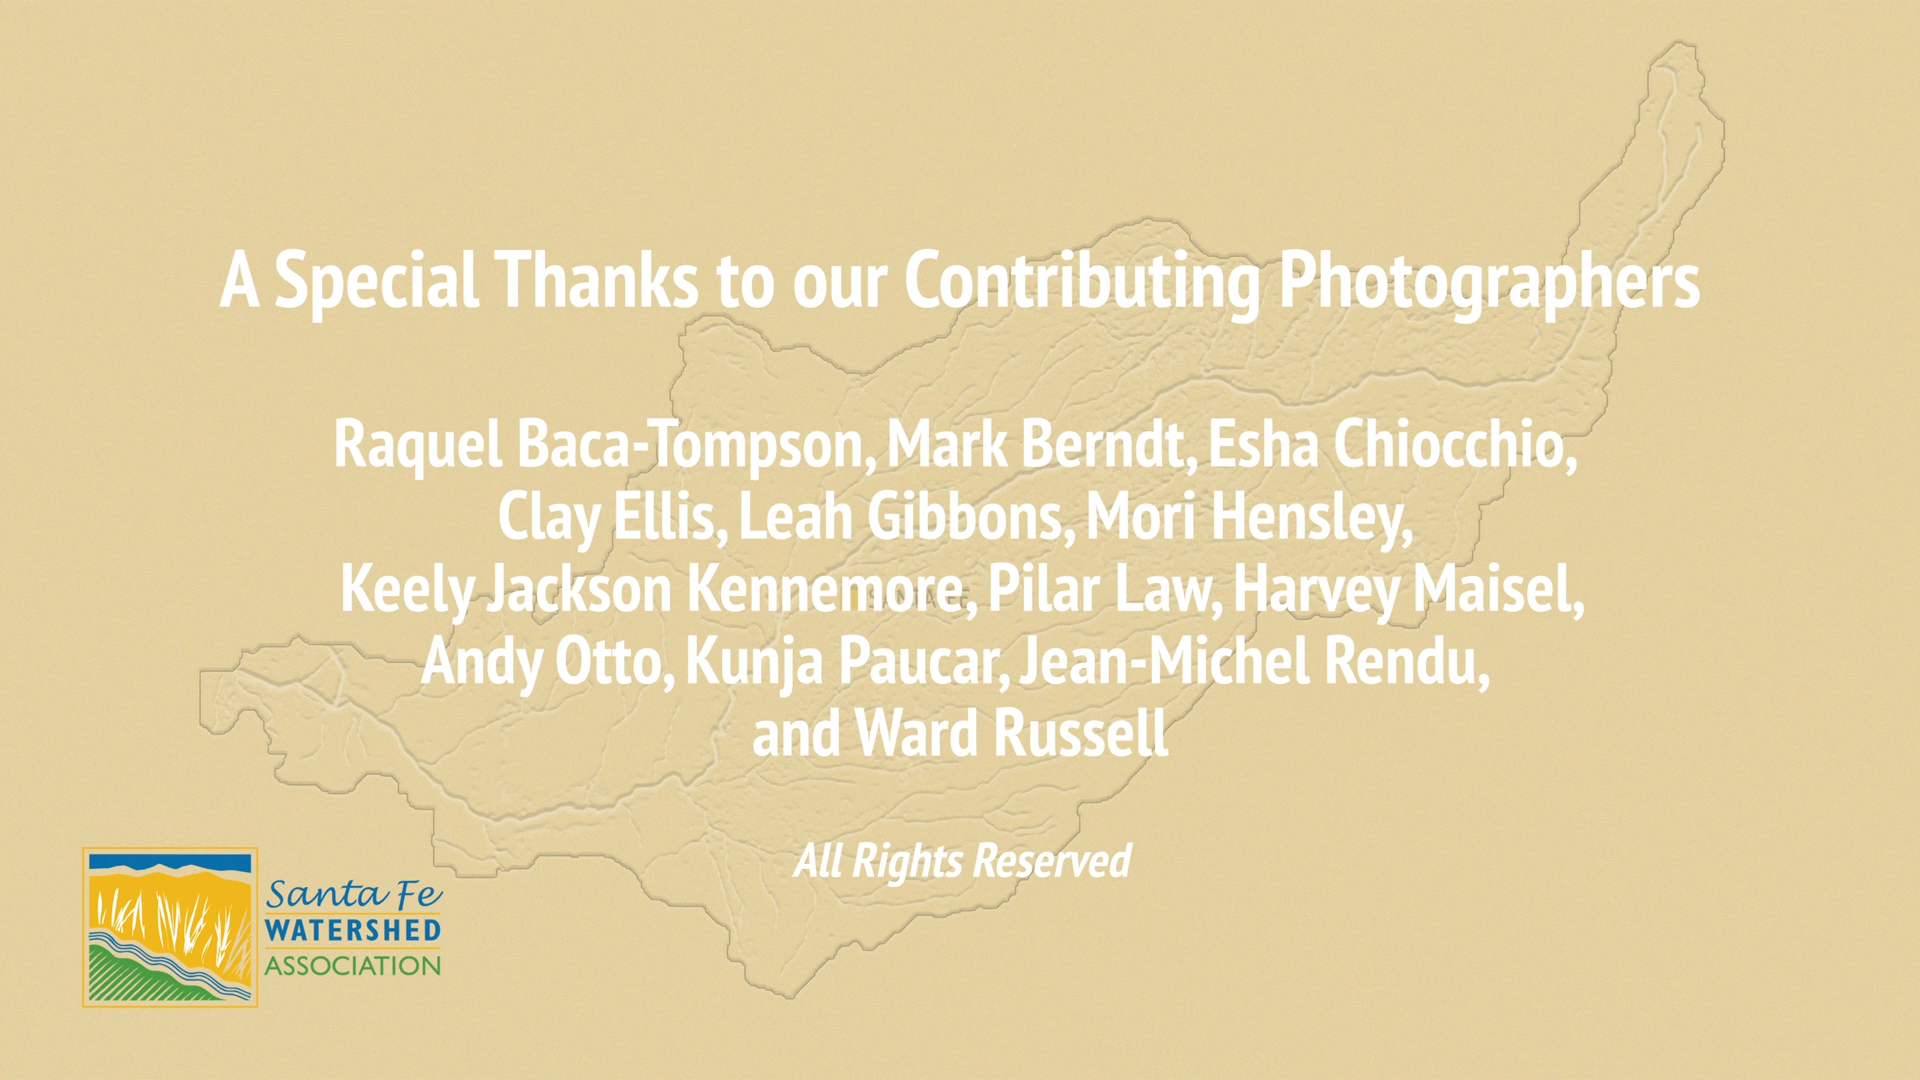 A Special Thanks to our Contributing Photographers
Raquel Baca-Tompson, Mark Berndt, Esha Chiocchio,
Clay Ellis, Leah Gibbons, Mori Hensley,
Keely Jackson Kennemore, Pilar Law, Harvey Maisel,
SANTA FE
Andy Otto, Kunja Paucar, Jean-Michel Rendu,
and Ward Russell
All Rights Reserved
Santa Fe
WATERSHED
ASSOCIATION